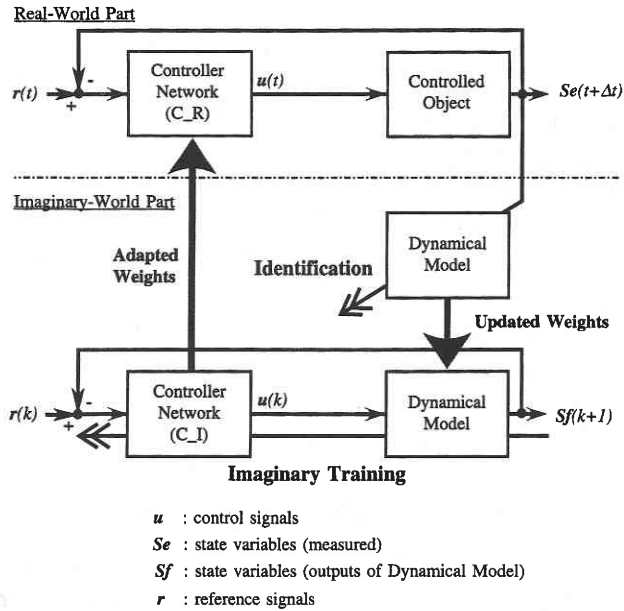 Real-World Part
Controller
Network
(C_R)
Controlled
Object
r(t)
u(t)
Se(t+Δt)
-
+
Imaginary-World Part
Adapted
Weights
Identification
Dynamical
Model
Updated Weights
Controller
Network
(C_I)
Dynamical
Model
r(k)
u(k)
Sf(k+1)
-
+
Imaginary Training
u : control signals
Se : state variables (measured)
Sf : state variables (outputs of Dynamical Model)
r : reference signals